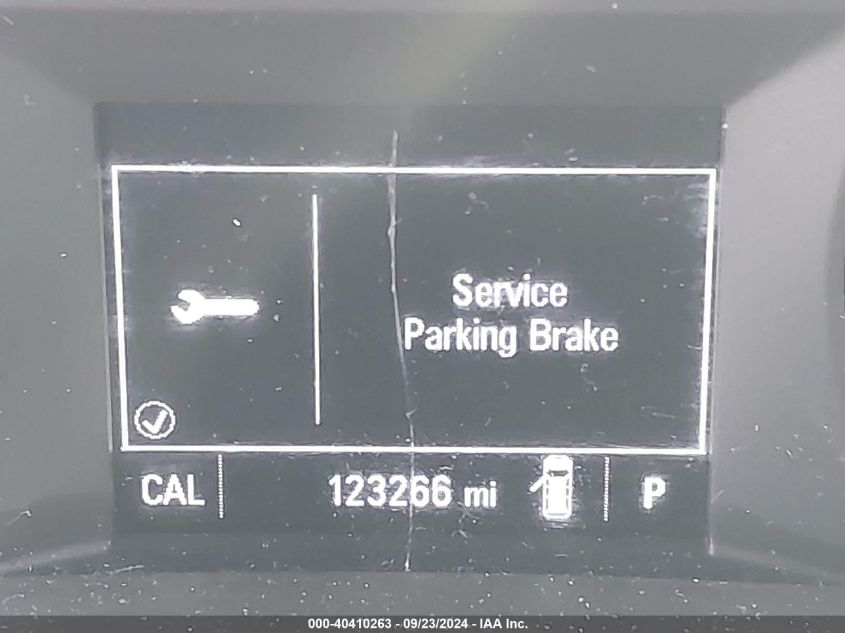 Service
Parking Brake
CAL 123266 mi P
000-40410263 - 09/23/2024 - IAA Inc.